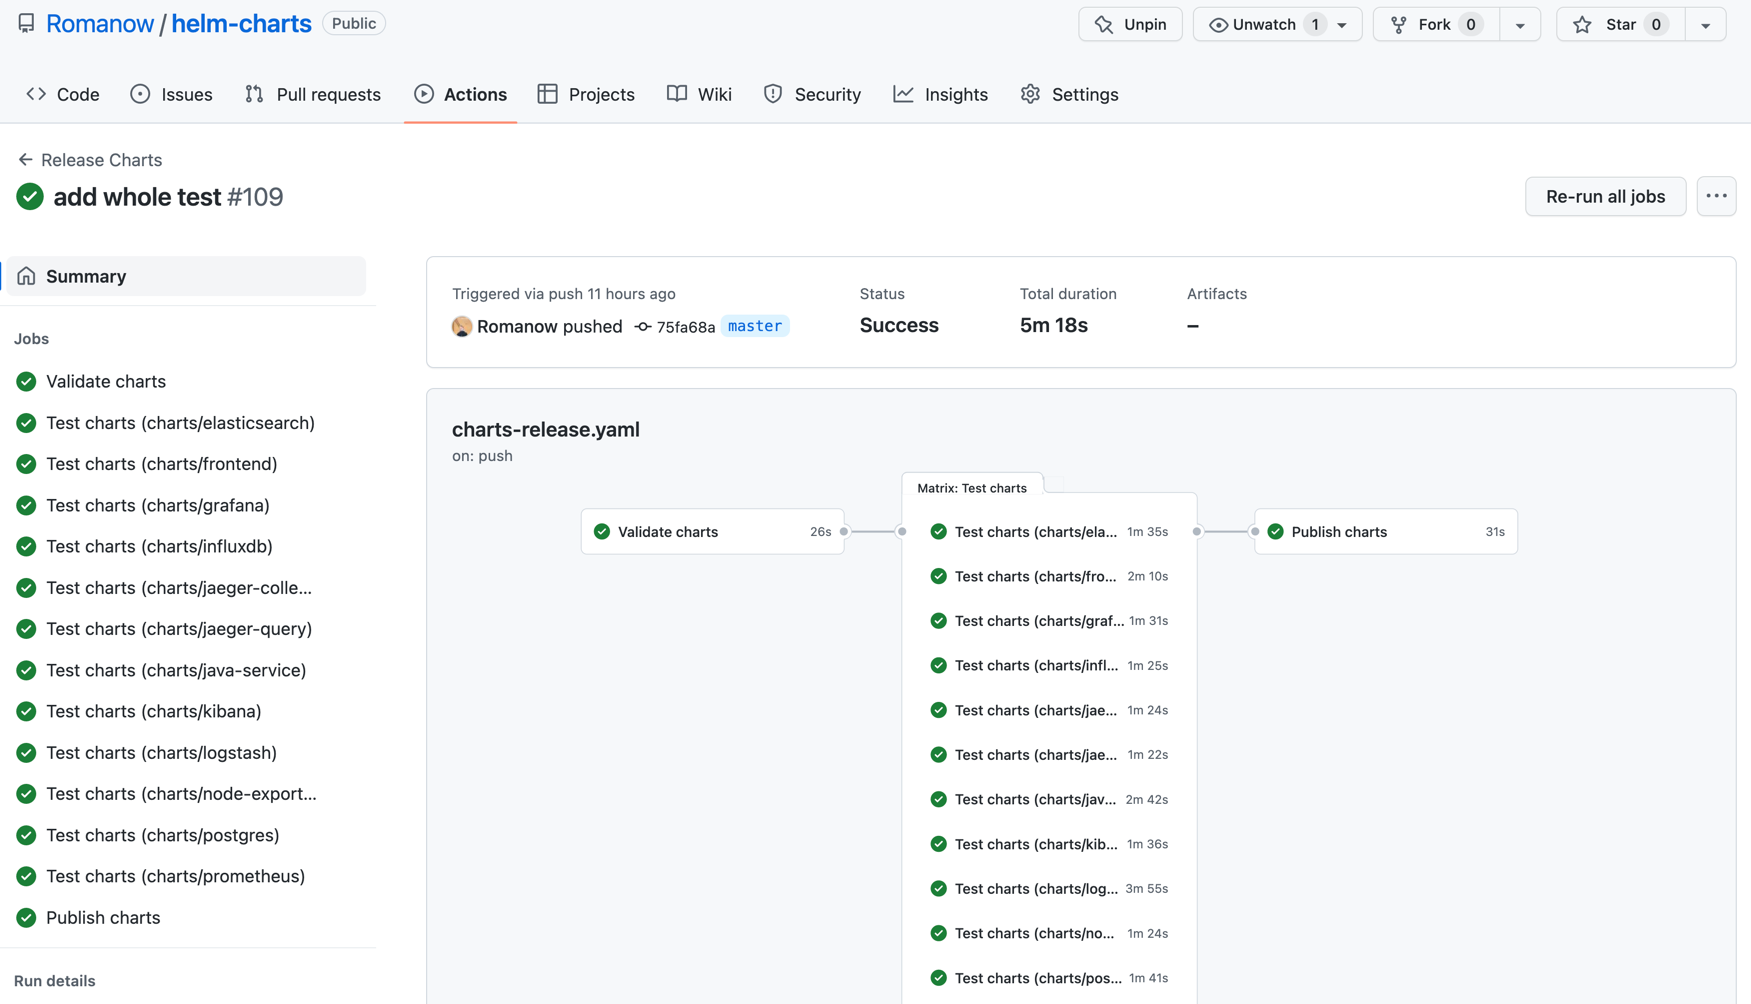 Romanow / helm-charts Public
Unpin
Unwatch 1
Fork 0
Star 0
Code
Issues
Pull requests
Actions
Projects
Wiki
Security
Insights
Settings
Release Charts
add whole test #109
Re-run all jobs
Summary
Jobs
Validate charts
Test charts (charts/elasticsearch)
Test charts (charts/frontend)
Test charts (charts/grafana)
Test charts (charts/influxdb)
Test charts (charts/jaeger-colle...
Test charts (charts/jaeger-query)
Test charts (charts/java-service)
Test charts (charts/kibana)
Test charts (charts/logstash)
Test charts (charts/node-export...
Test charts (charts/postgres)
Test charts (charts/prometheus)
Publish charts
Run details
Triggered via push 11 hours ago
Romanow pushed 75fa68a master
Status
Success
Total duration
5m 18s
Artifacts
–
charts-release.yaml
on: push
Validate charts 26s
Matrix: Test charts
Test charts (charts/ela... 1m 35s
Test charts (charts/fro... 2m 10s
Test charts (charts/graf... 1m 31s
Test charts (charts/infl... 1m 25s
Test charts (charts/jae... 1m 24s
Test charts (charts/jae... 1m 22s
Test charts (charts/jav... 2m 42s
Test charts (charts/kib... 1m 36s
Test charts (charts/log... 3m 55s
Test charts (charts/no... 1m 24s
Test charts (charts/pos... 1m 41s
Publish charts 31s